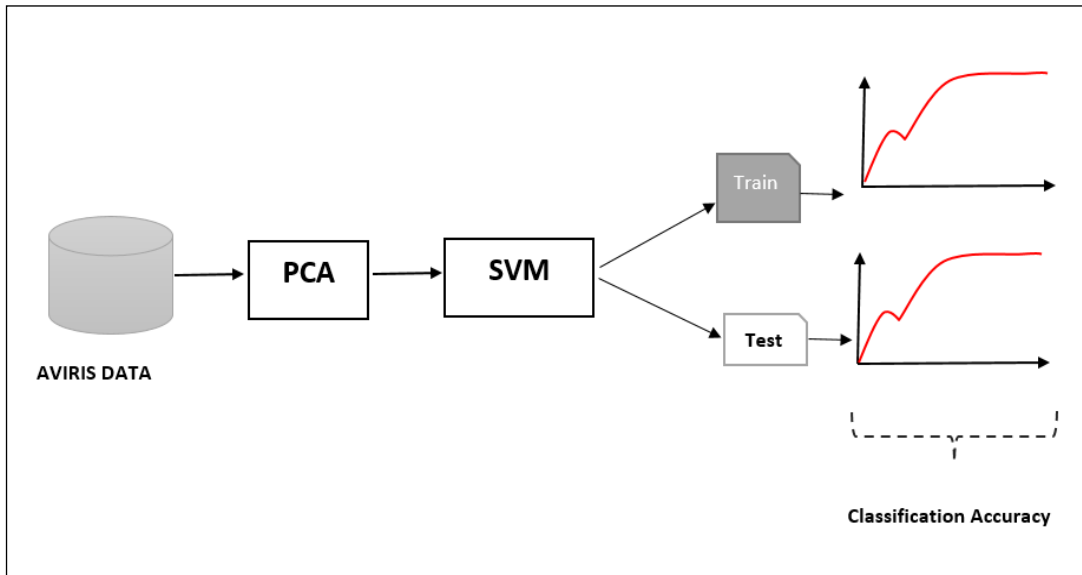 AVIRIS DATA
PCA
SVM
Train
Test
Classification Accuracy